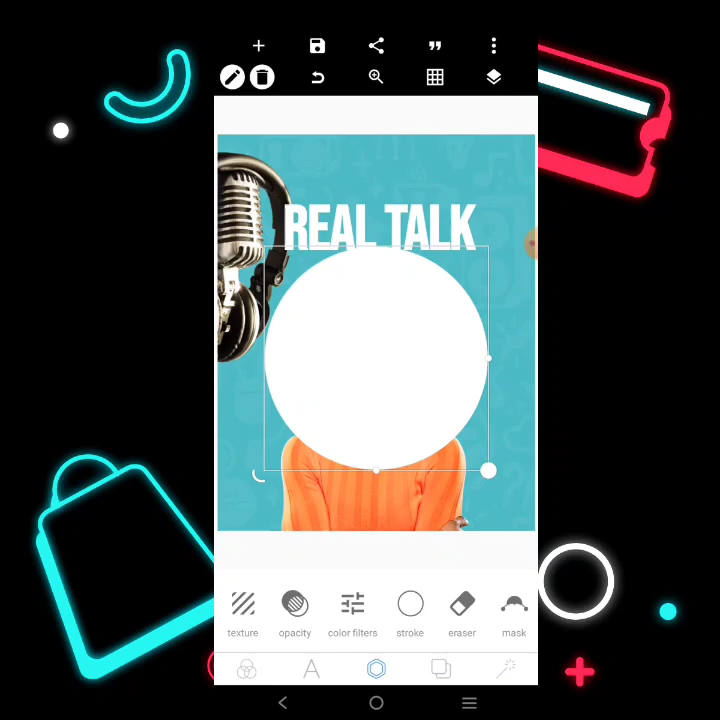 REAL TALK
texture
opacity
color filters
stroke
eraser
mask